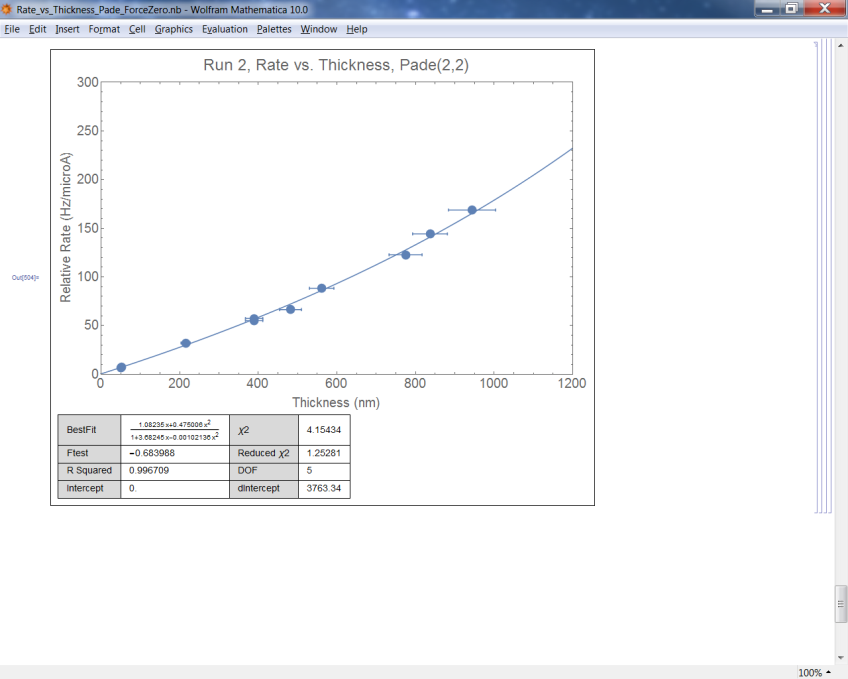 Rate_vs_Thickness_Pade_ForceZero.nb - Wolfram Mathematica 10.0
File Edit Insert Format Cell Graphics Evaluation Palettes Window Help
Run 2, Rate vs. Thickness, Pade(2,2)
300
250
200
150
100
50
0
Relative Rate (Hz/microA)
Out[504]=
0 200 400 600 800 1000 1200
Thickness (nm)
BestFit 1.08235 x+0.475006 x² / 1+3.68245 x-0.00102136 x² χ2 4.15434
Ftest -0.683988 Reduced χ2 1.25281
R Squared 0.996709 DOF 5
Intercept 0. dIntercept 3763.34
100%